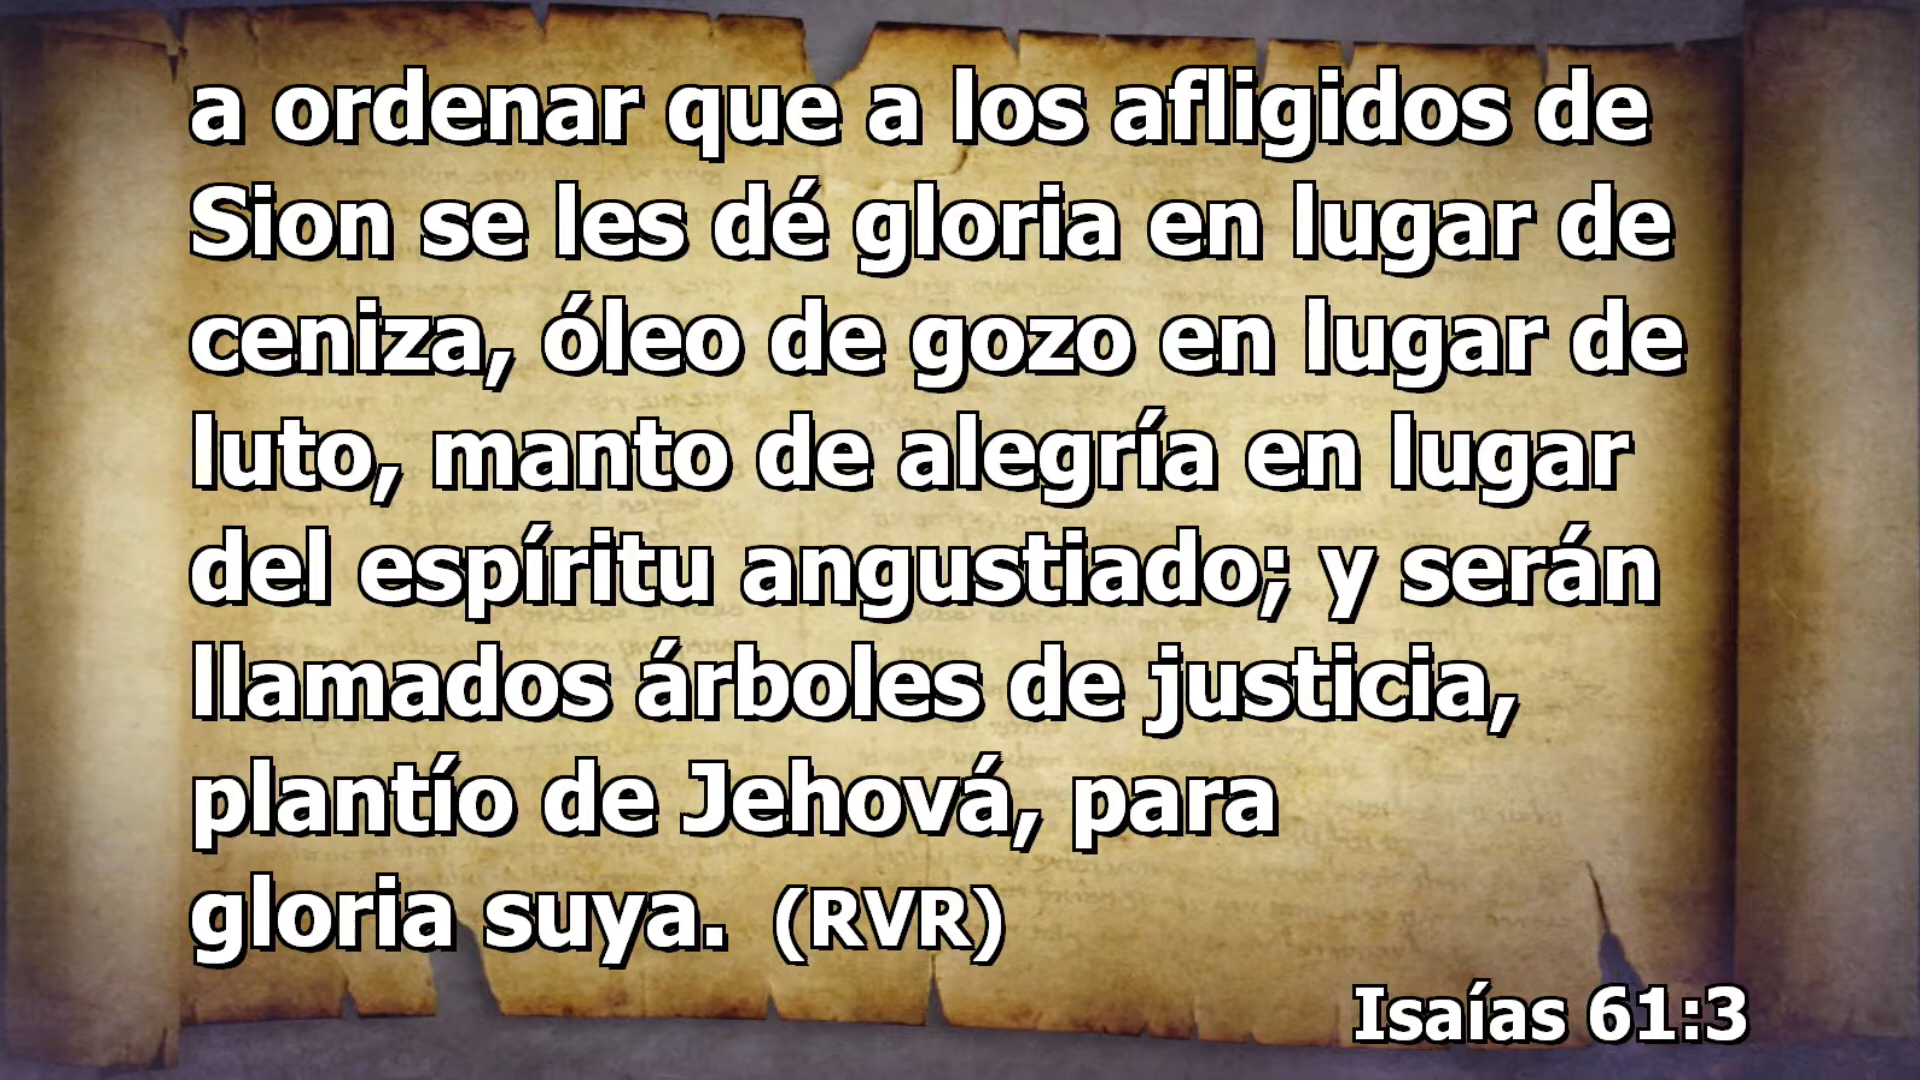 a ordenar que a los afligidos de
Sion se les dé gloria en lugar de
ceniza, óleo de gozo en lugar de
luto, manto de alegría en lugar
del espíritu angustiado; y serán
llamados árboles de justicia,
plantío de Jehová, para
gloria suya. (RVR)
Isaías 61:3